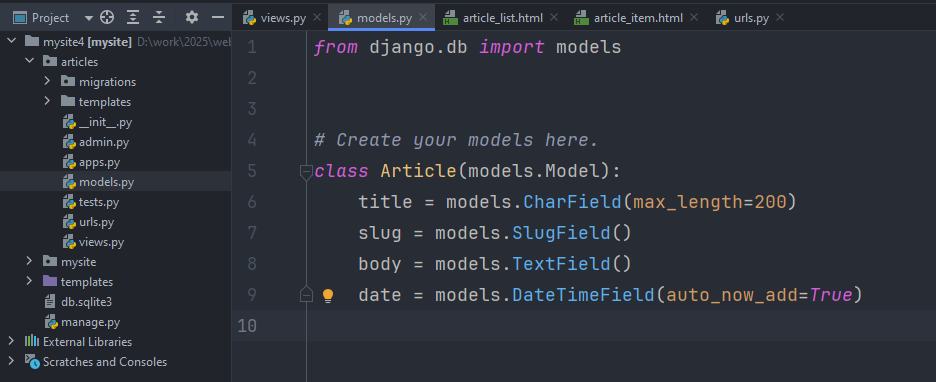 Project
views.py
models.py
article_list.html
article_item.html
urls.py
mysite4 [mysite] D:\work\2025\web
articles
migrations
templates
__init__.py
admin.py
apps.py
models.py
tests.py
urls.py
views.py
mysite
templates
db.sqlite3
manage.py
External Libraries
Scratches and Consoles
1 from django.db import models
2
3
4 # Create your models here.
5 class Article(models.Model):
6 title = models.CharField(max_length=200)
7 slug = models.SlugField()
8 body = models.TextField()
9 date = models.DateTimeField(auto_now_add=True)
10